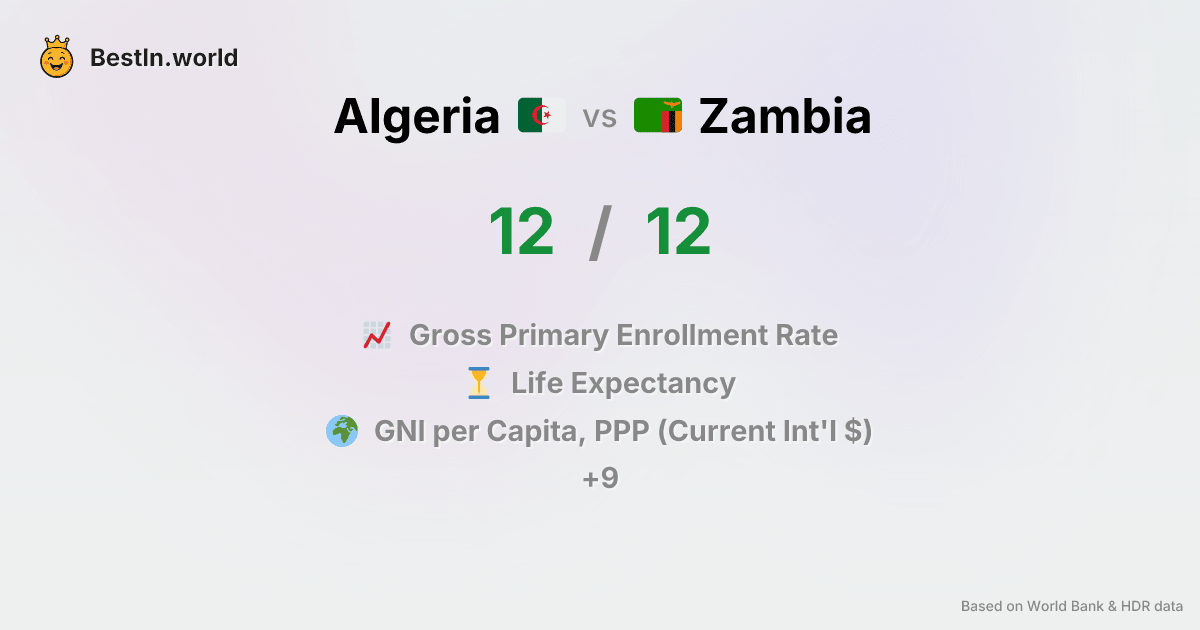 BestIn.world
Algeria vs Zambia
12 / 12
Gross Primary Enrollment Rate
Life Expectancy
GNI per Capita, PPP (Current Int'l $)
+9
Based on World Bank & HDR data